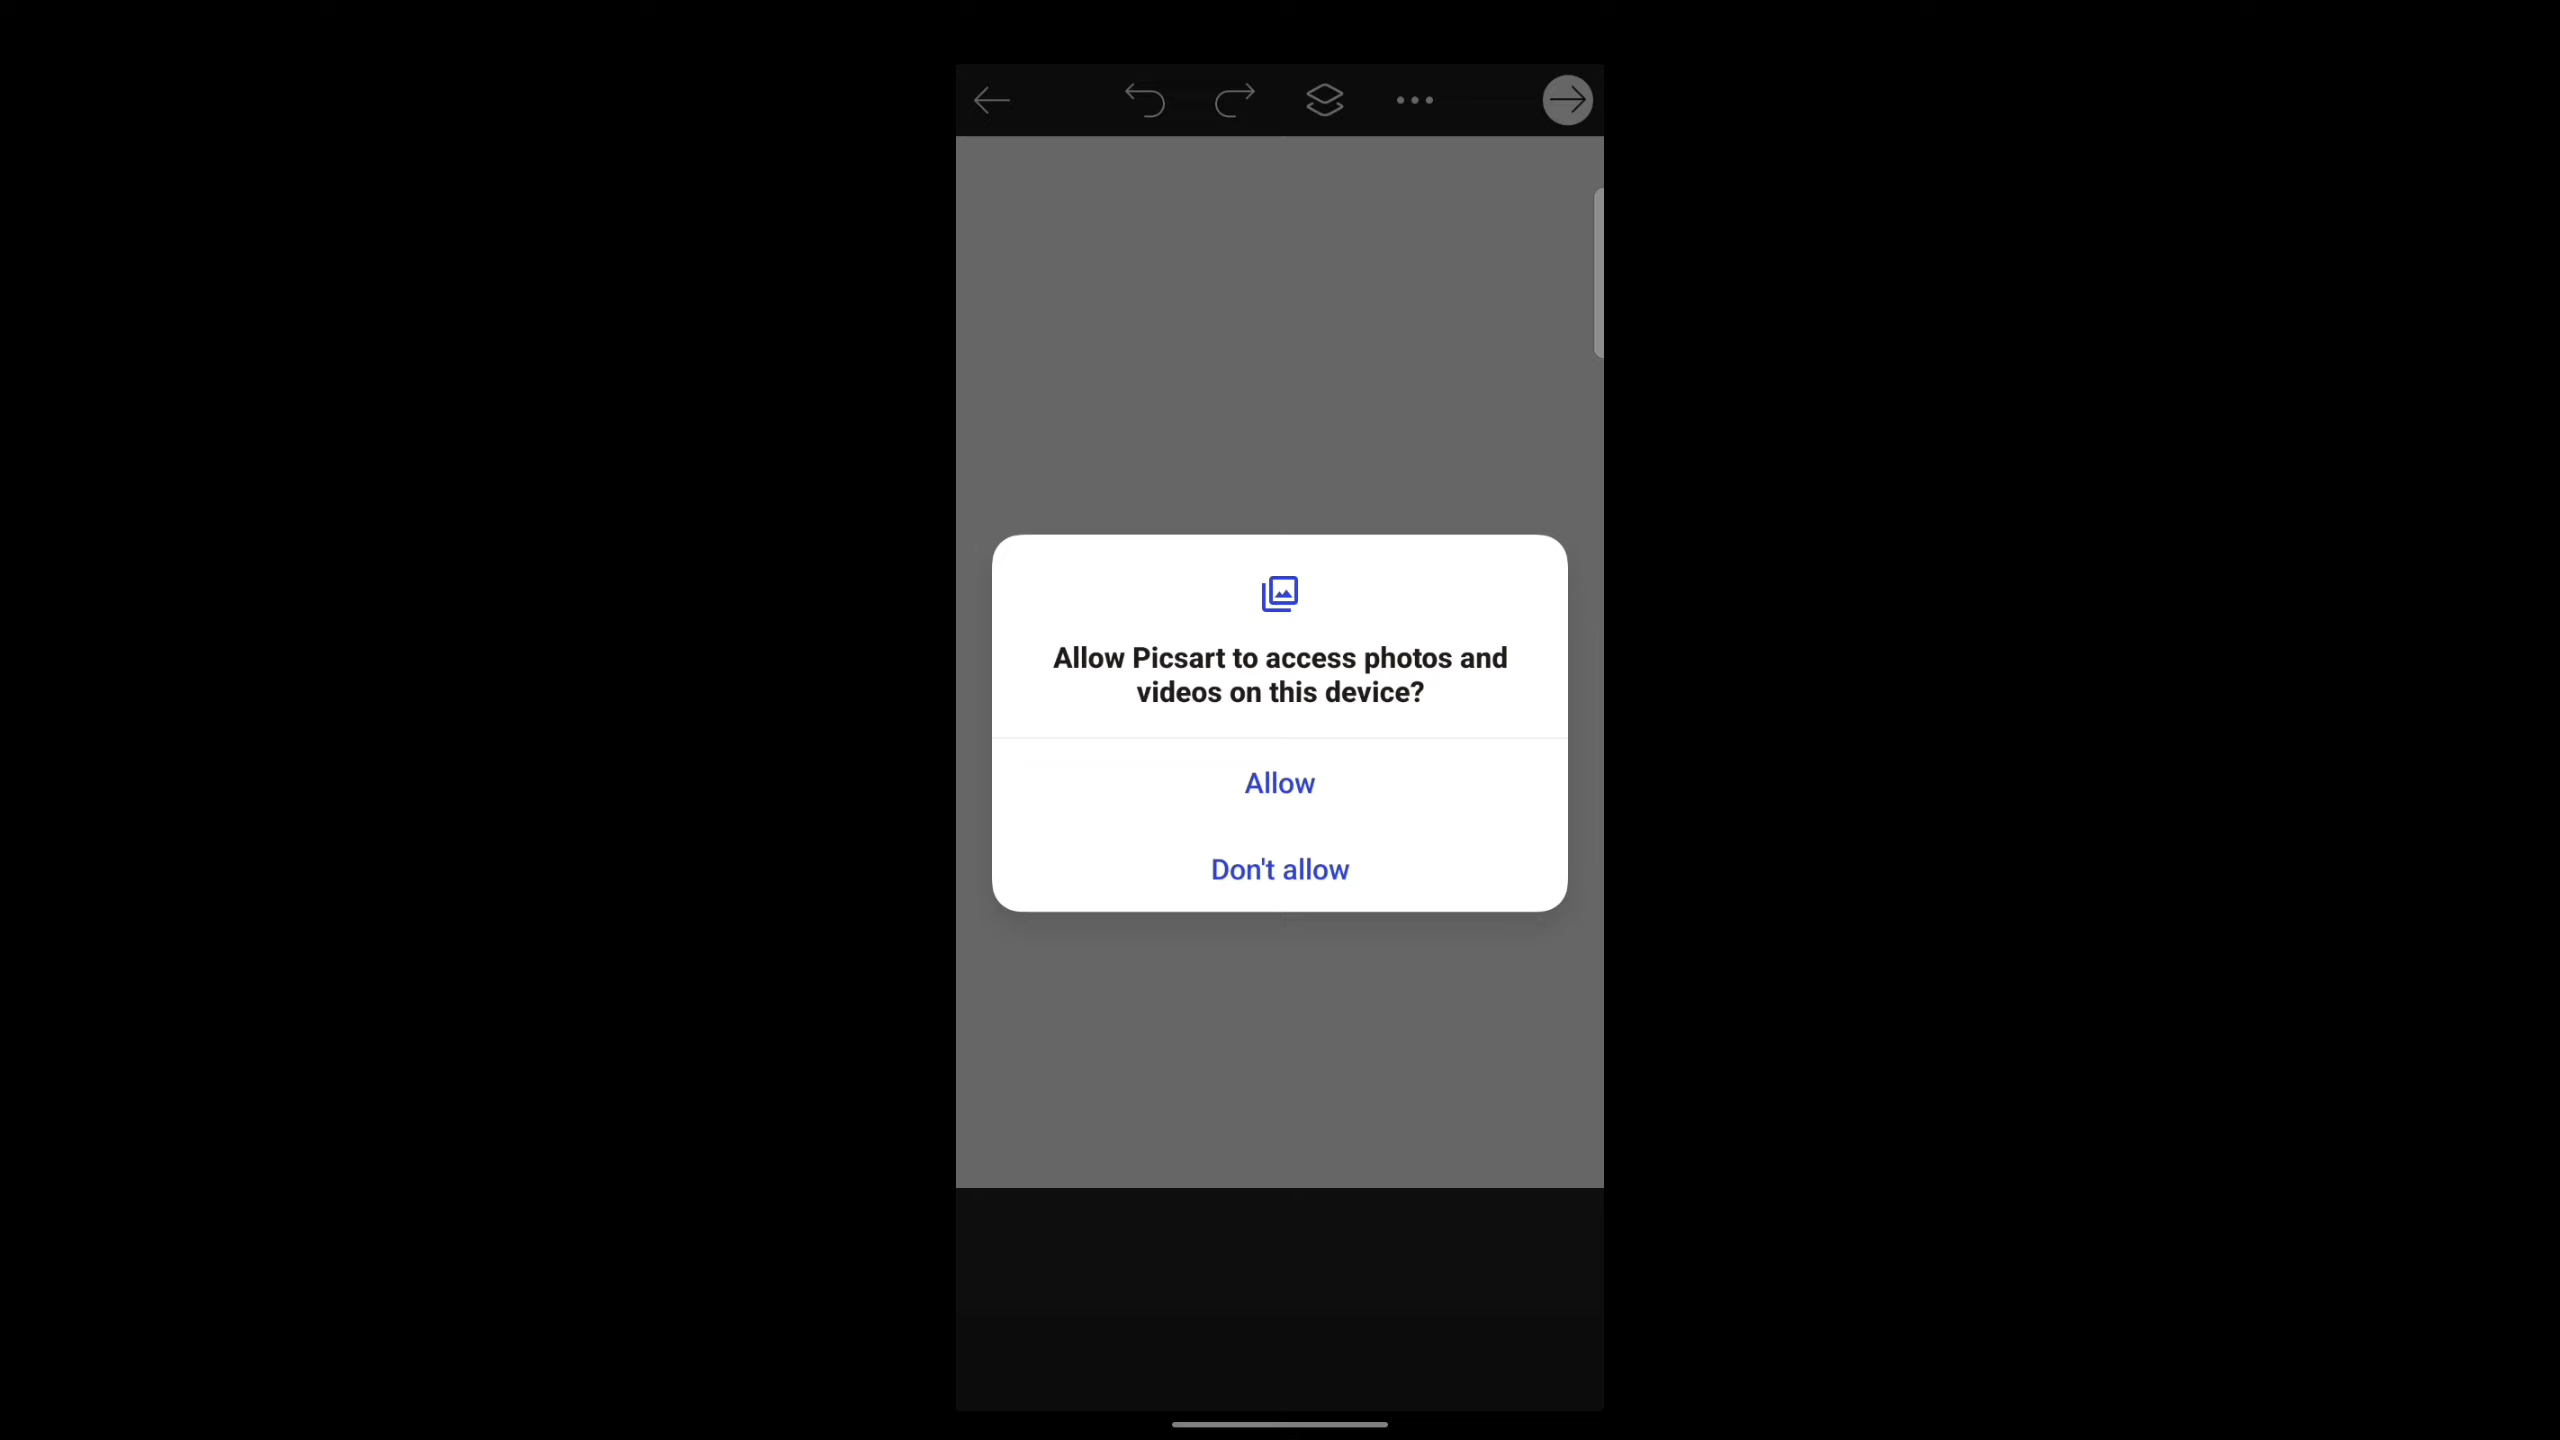 Allow Picsart to access photos and
videos on this device?
Allow
Don't allow